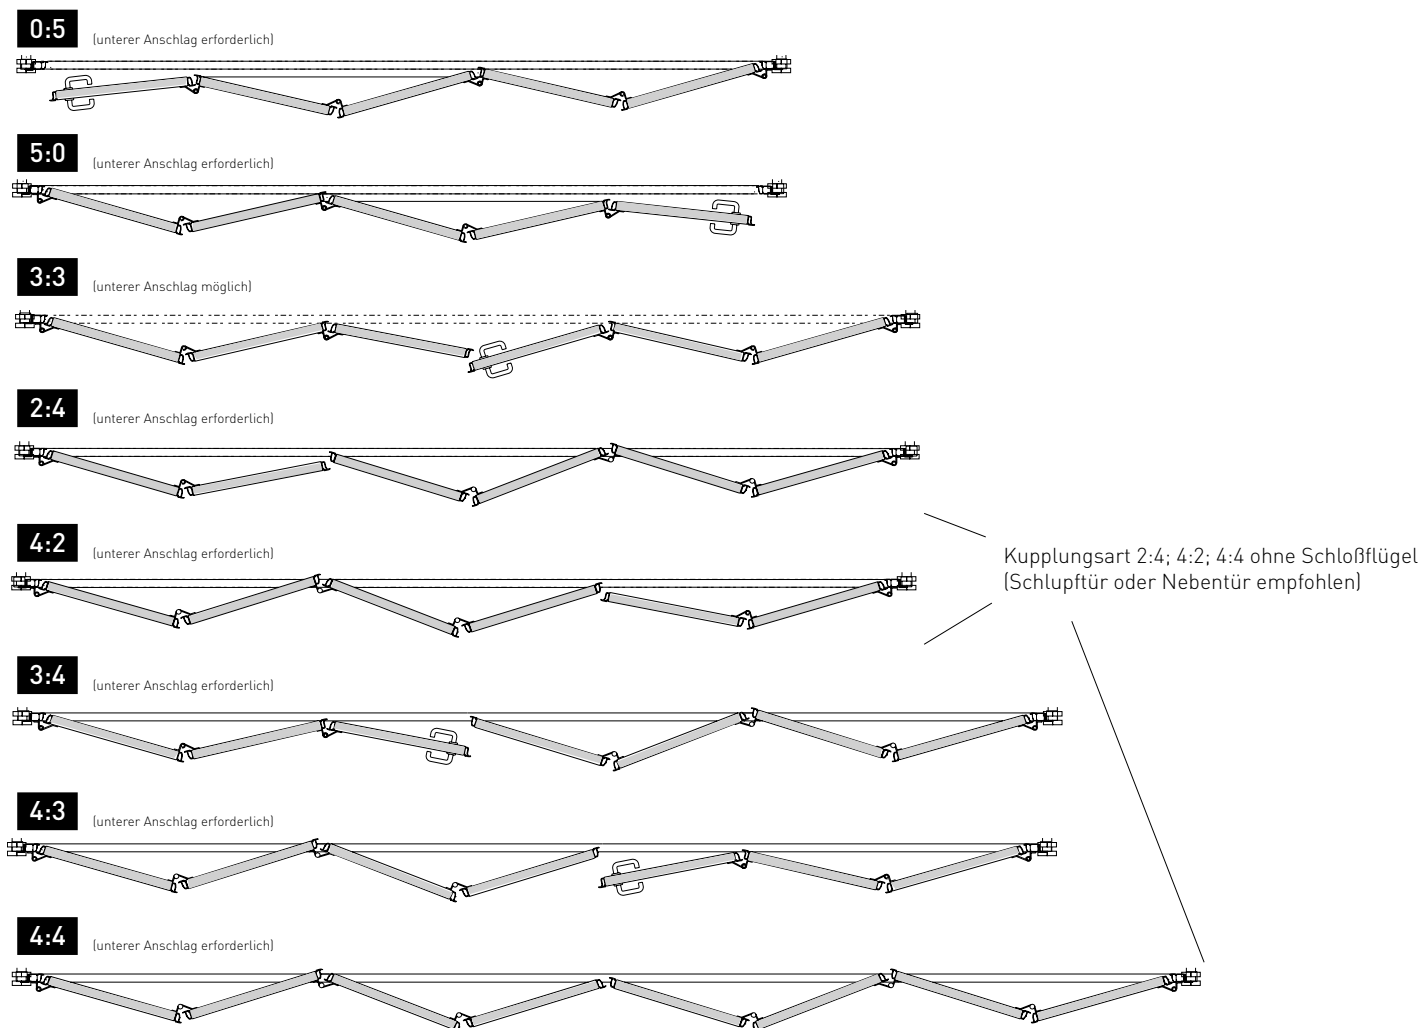 0:5
(unterer Anschlag erforderlich)
5:0
(unterer Anschlag erforderlich)
3:3
(unterer Anschlag möglich)
2:4
(unterer Anschlag erforderlich)
4:2
(unterer Anschlag erforderlich)
Kupplungsart 2:4; 4:2; 4:4 ohne Schloßflügel
(Schlupftür oder Nebentür empfohlen)
3:4
(unterer Anschlag erforderlich)
4:3
(unterer Anschlag erforderlich)
4:4
(unterer Anschlag erforderlich)